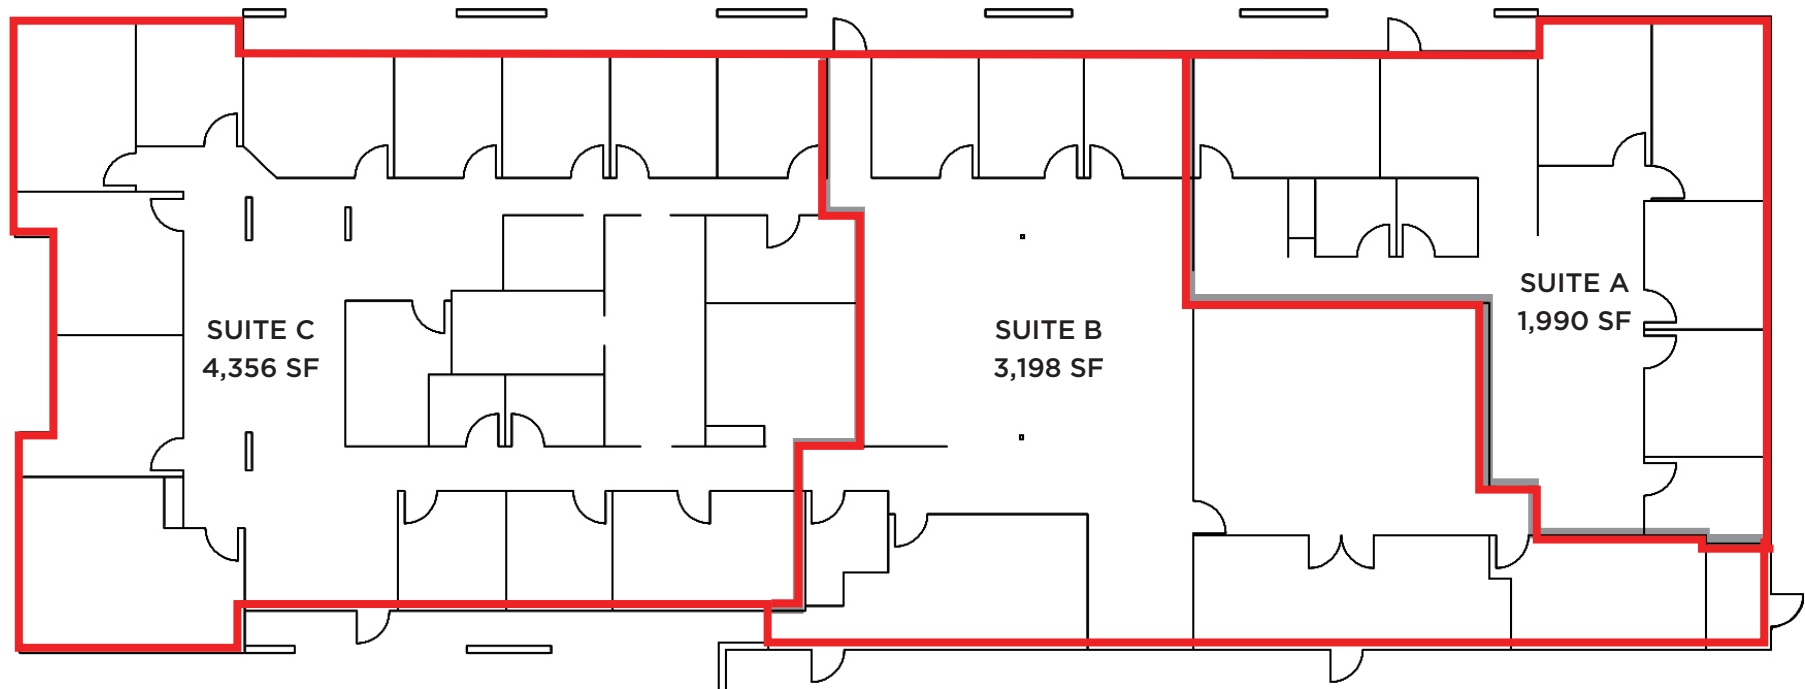 SUITE C
4,356 SF
SUITE B
3,198 SF
SUITE A
1,990 SF